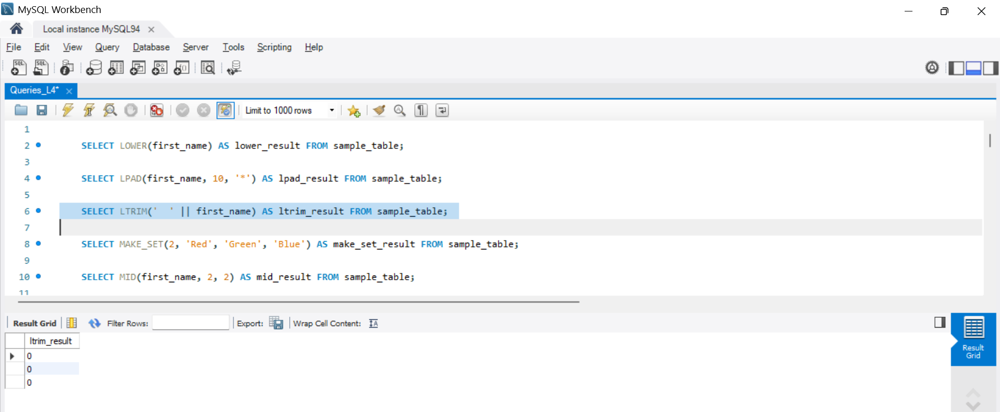 MySQL Workbench
Local instance MySQL94
File Edit View Query Database Server Tools Scripting Help
Queries_L4*
Limit to 1000 rows
1
2 SELECT LOWER(first_name) AS lower_result FROM sample_table;
3
4 SELECT LPAD(first_name, 10, '*') AS lpad_result FROM sample_table;
5
6 SELECT LTRIM('  ' || first_name) AS ltrim_result FROM sample_table;
7
8 SELECT MAKE_SET(2, 'Red', 'Green', 'Blue') AS make_set_result FROM sample_table;
9
10 SELECT MID(first_name, 2, 2) AS mid_result FROM sample_table;
11
Result Grid Filter Rows: Export: Wrap Cell Content:
ltrim_result
0
0
0
Result
Grid